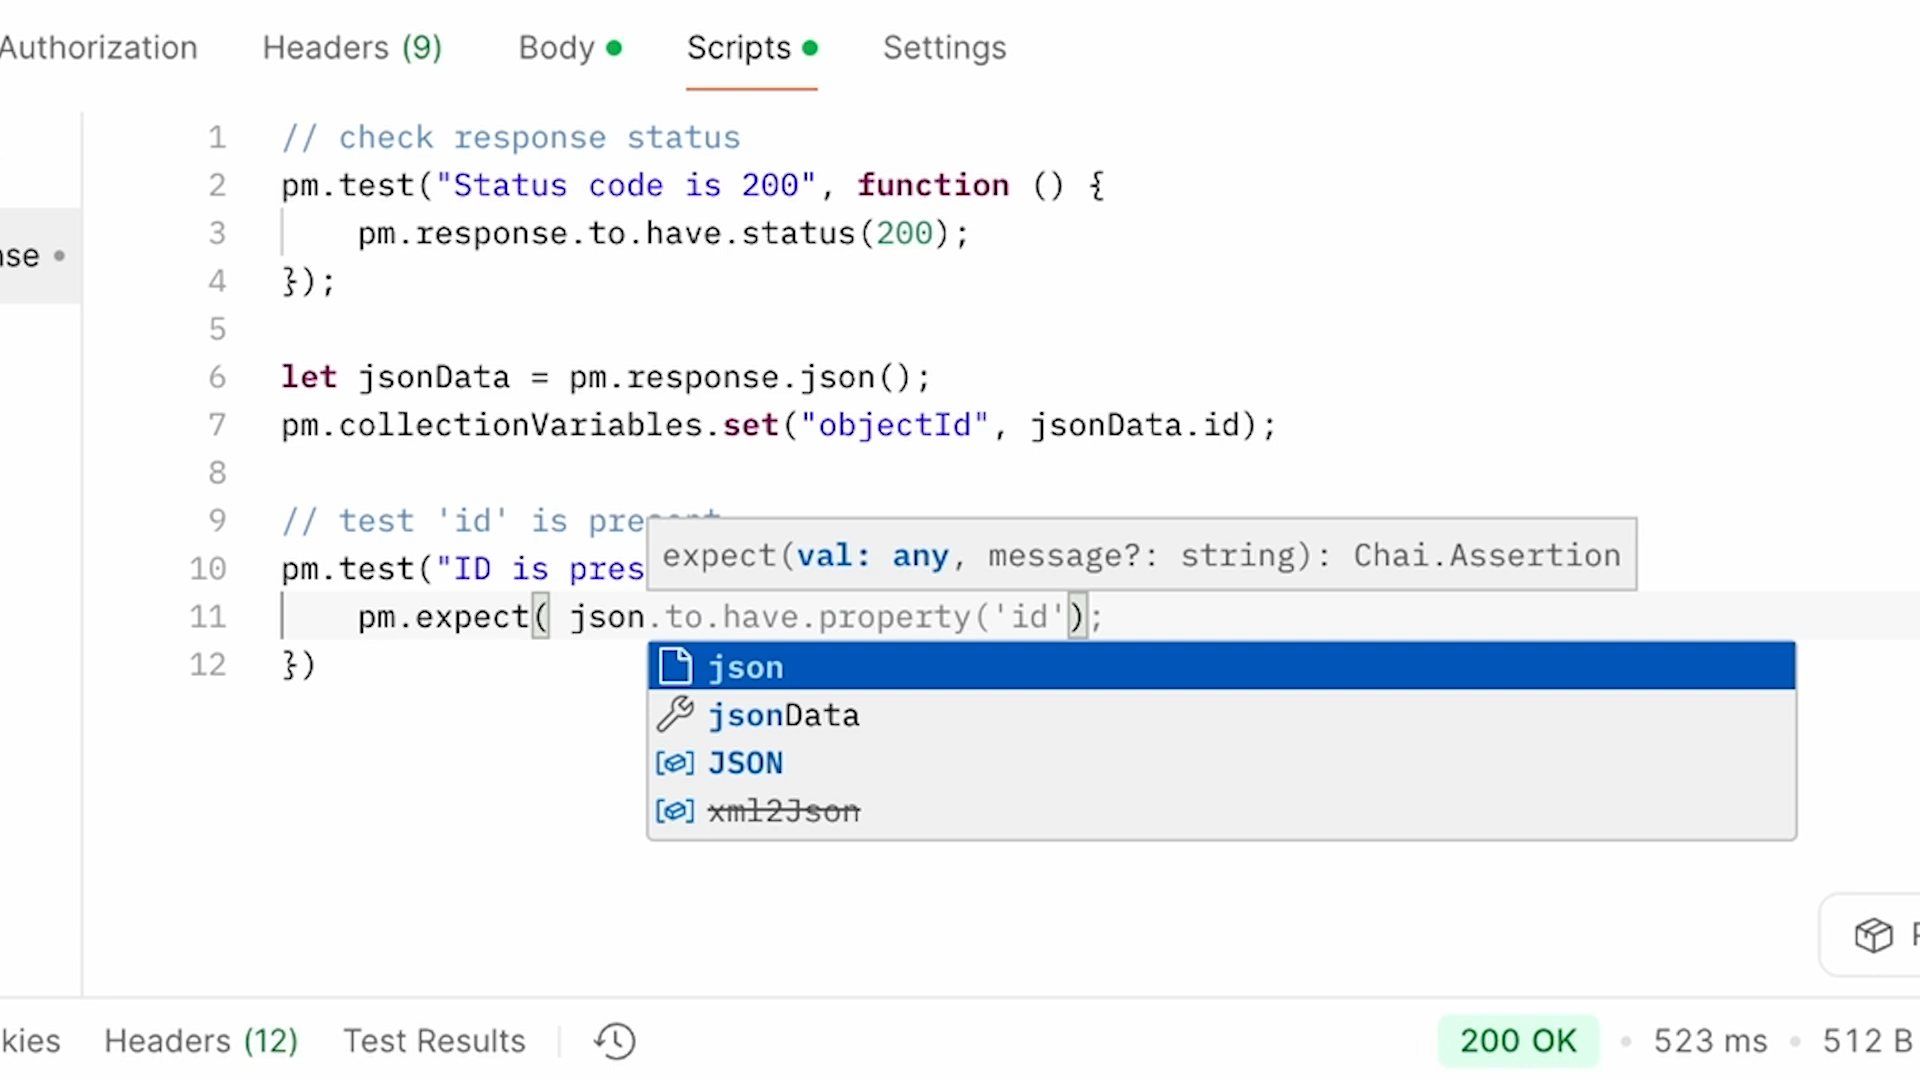 Authorization Headers (9) Body Scripts Settings
1 // check response status
2 pm.test("Status code is 200", function () {
3 pm.response.to.have.status(200);
4 });
5
6 let jsonData = pm.response.json();
7 pm.collectionVariables.set("objectId", jsonData.id);
8
9 // test 'id' is pre
expect(val: any, message?: string): Chai.Assertion
10 pm.test("ID is pres
11 pm.expect( json.to.have.property('id');
12 })
json
jsonData
JSON
xml2Json
nse
kies Headers (12) Test Results 200 OK 523 ms 512 B